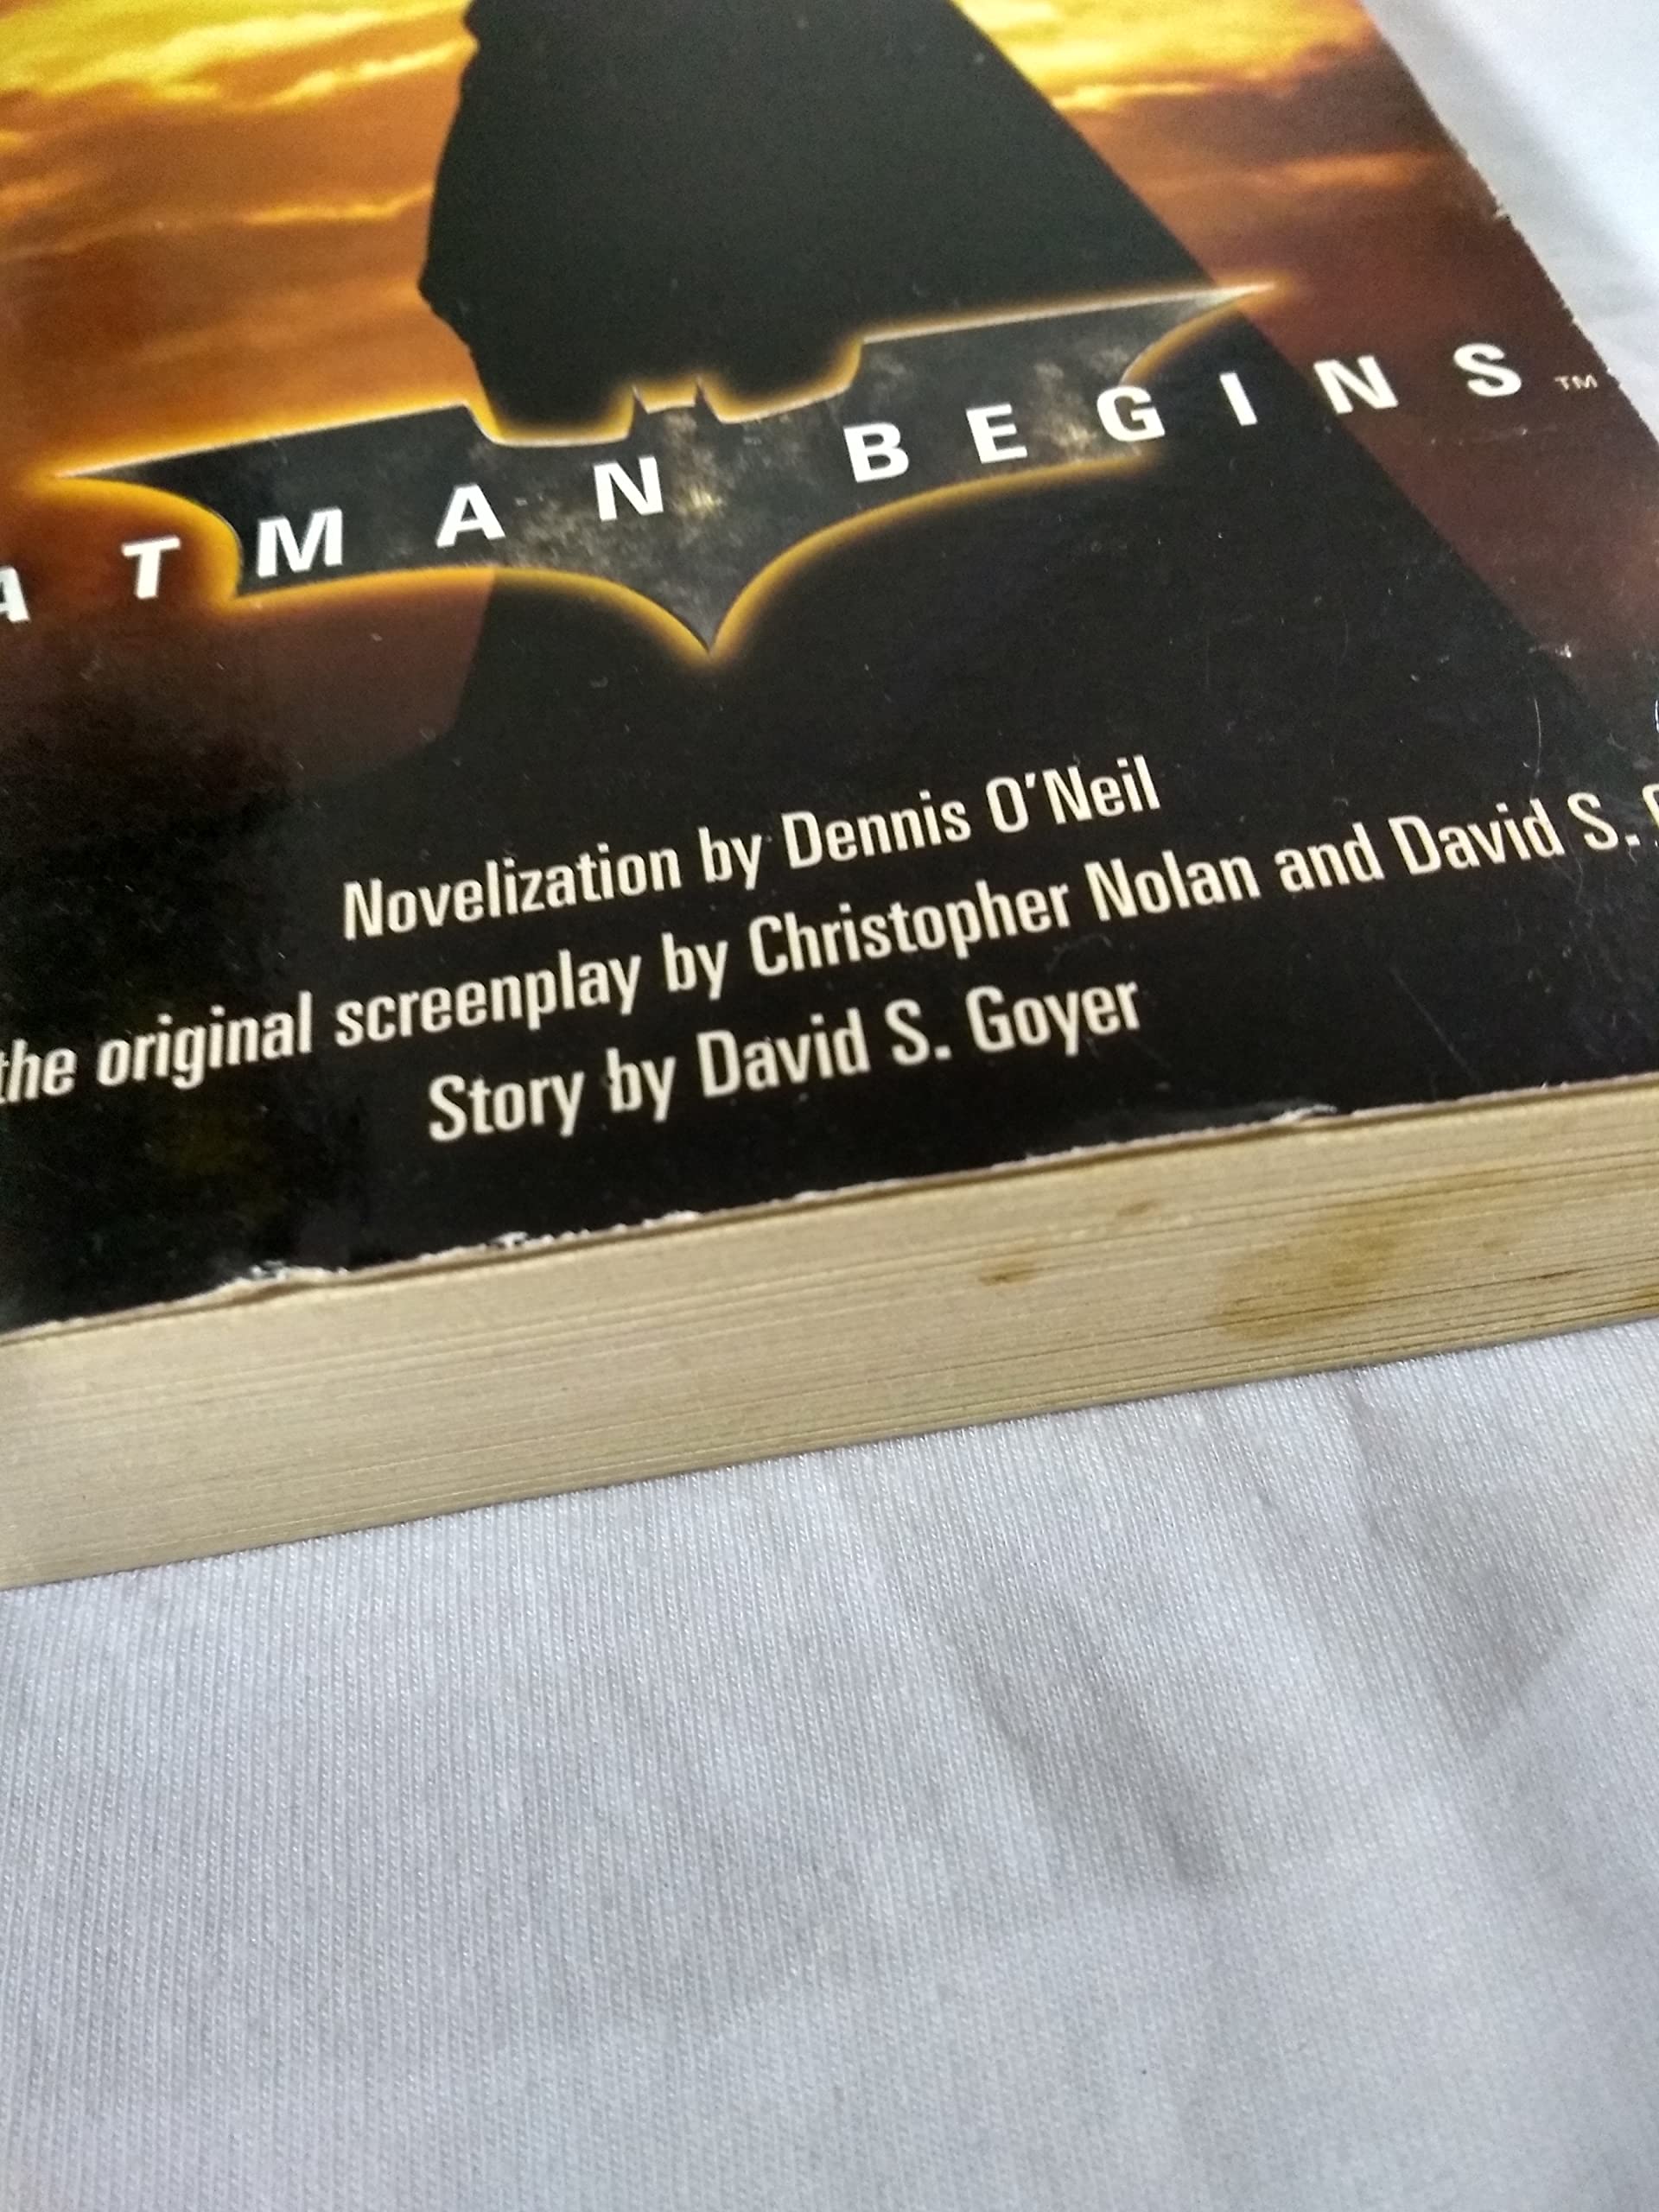 ATMAN BEGINS™
Novelization by Dennis O'Neil
the original screenplay by Christopher Nolan and David S.
Story by David S. Goyer